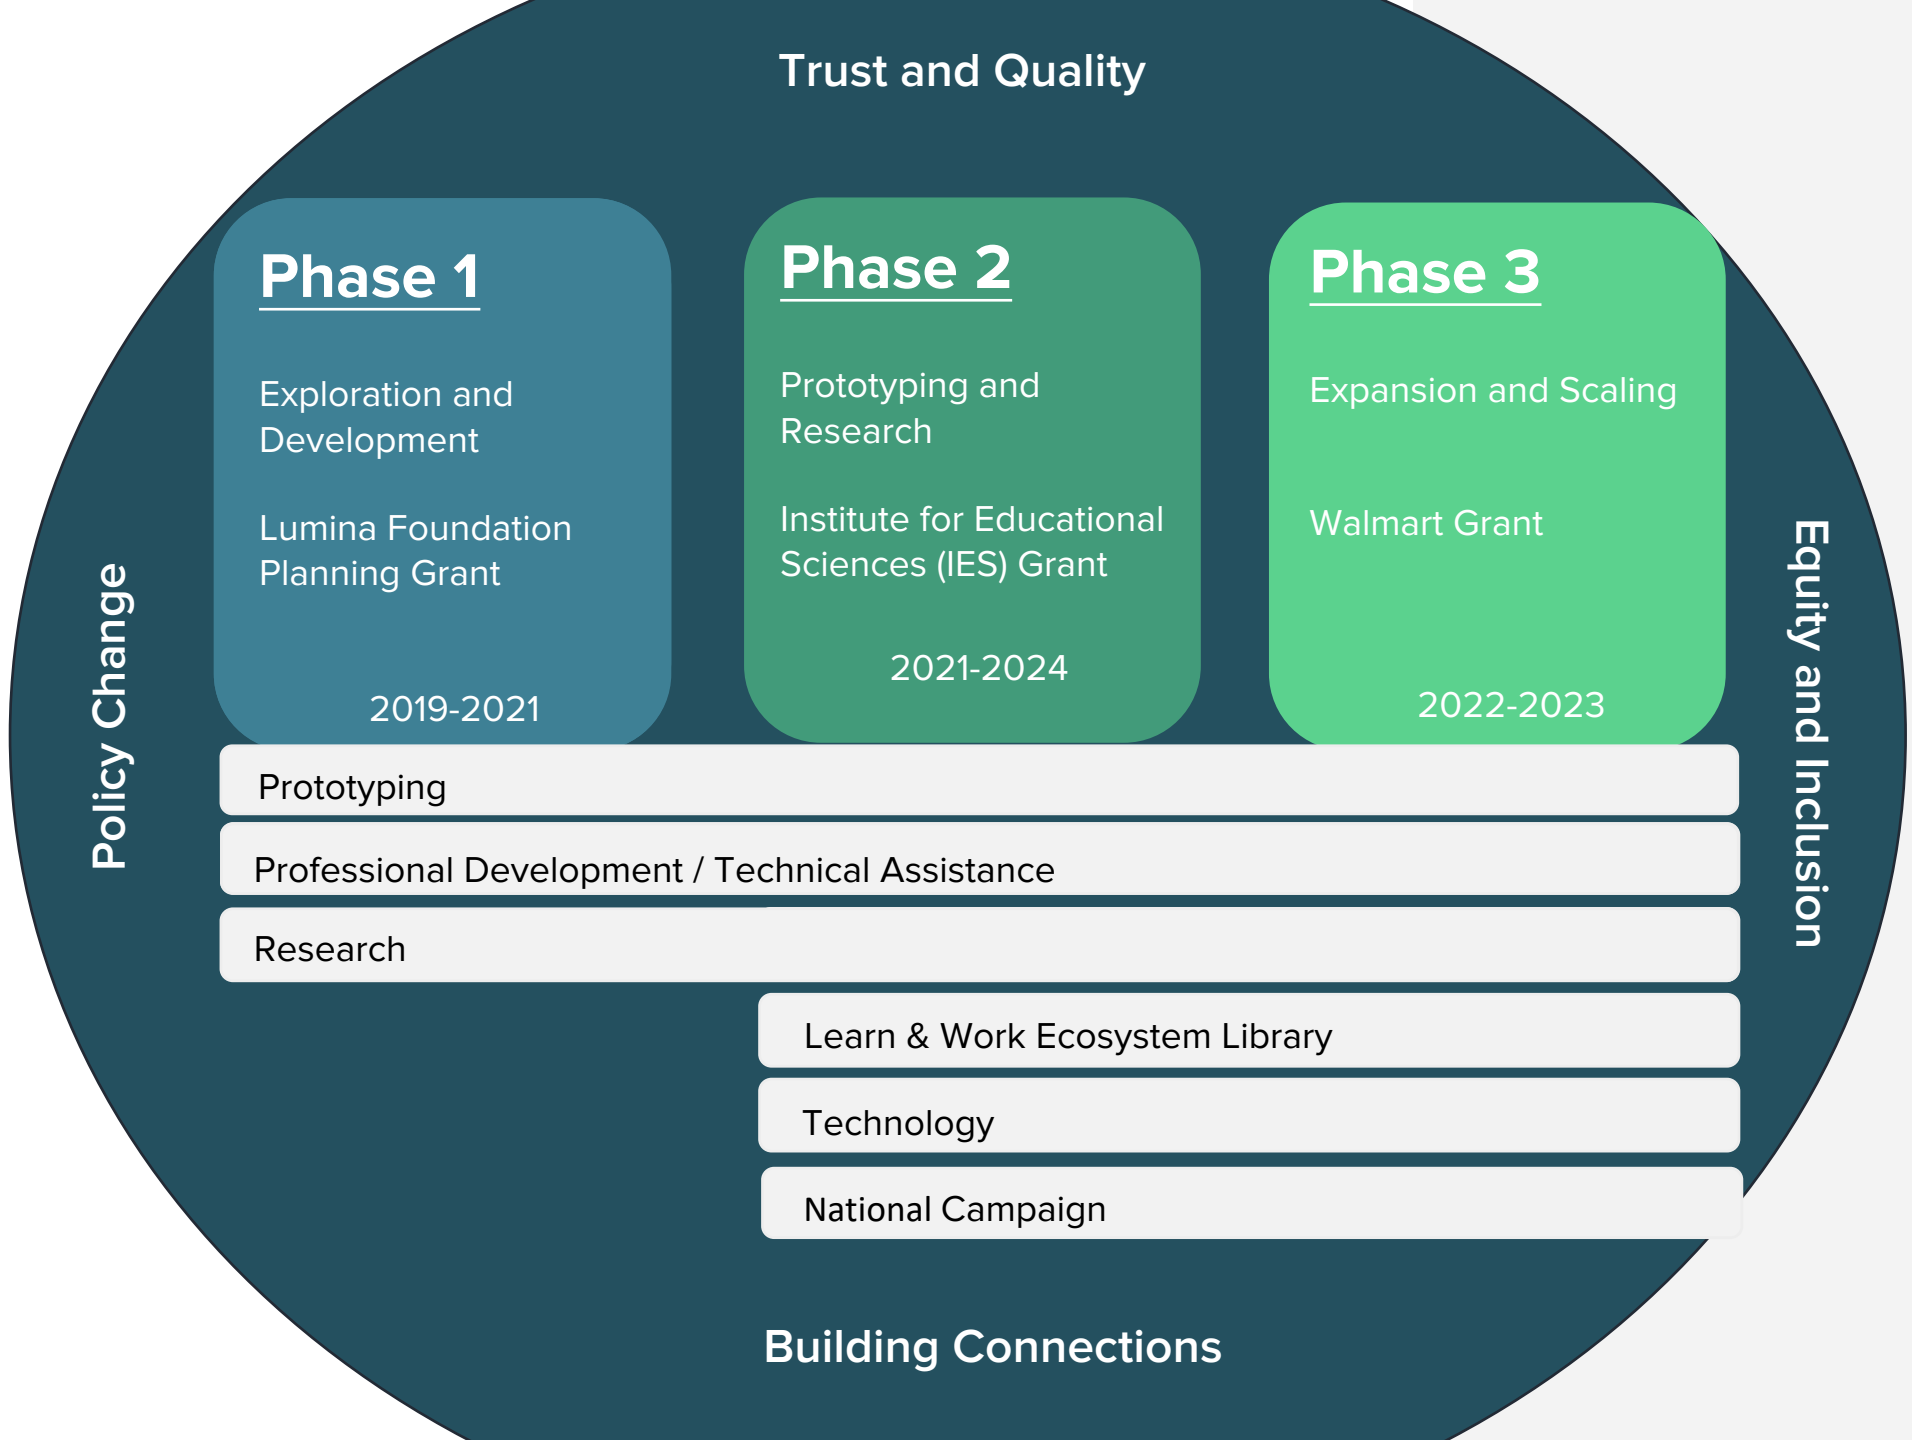 Trust and Quality
Phase 1
Exploration and
Development
Lumina Foundation
Planning Grant
2019-2021
Phase 2
Prototyping and
Research
Institute for Educational
Sciences (IES) Grant
2021-2024
Phase 3
Expansion and Scaling
Walmart Grant
2022-2023
Policy Change
Equity and Inclusion
Prototyping
Professional Development / Technical Assistance
Research
Learn & Work Ecosystem Library
Technology
National Campaign
Building Connections